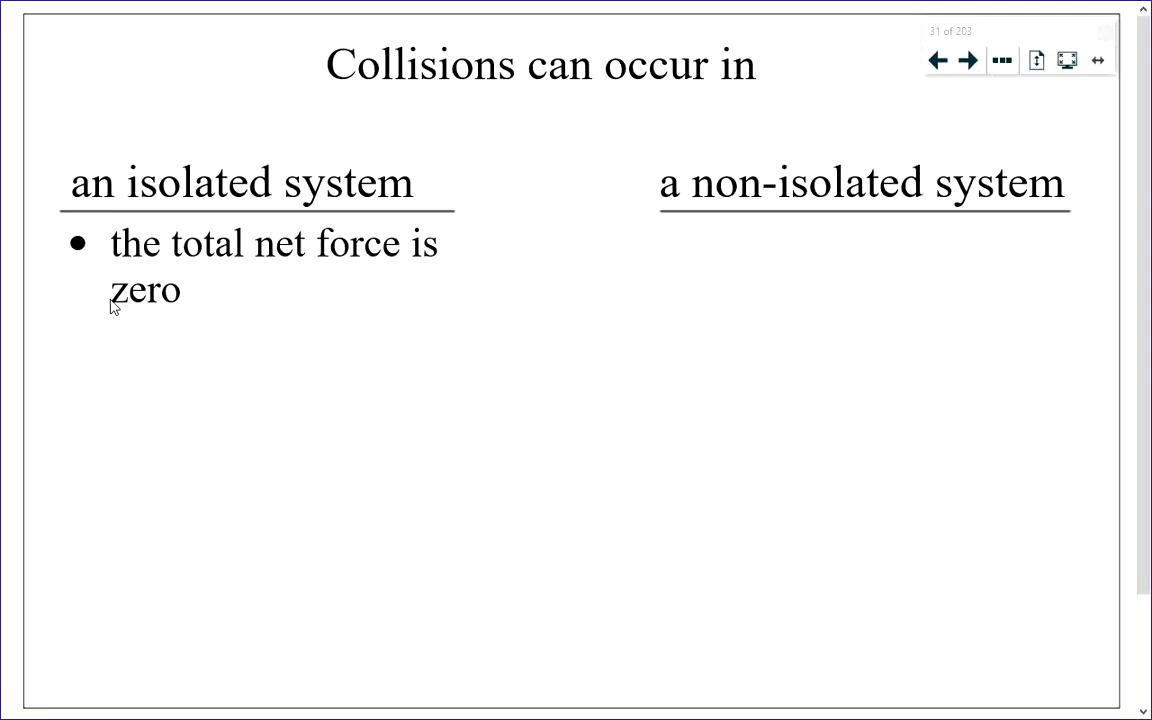 31 of 203
Collisions can occur in
an isolated system
• the total net force is
zero
a non-isolated system